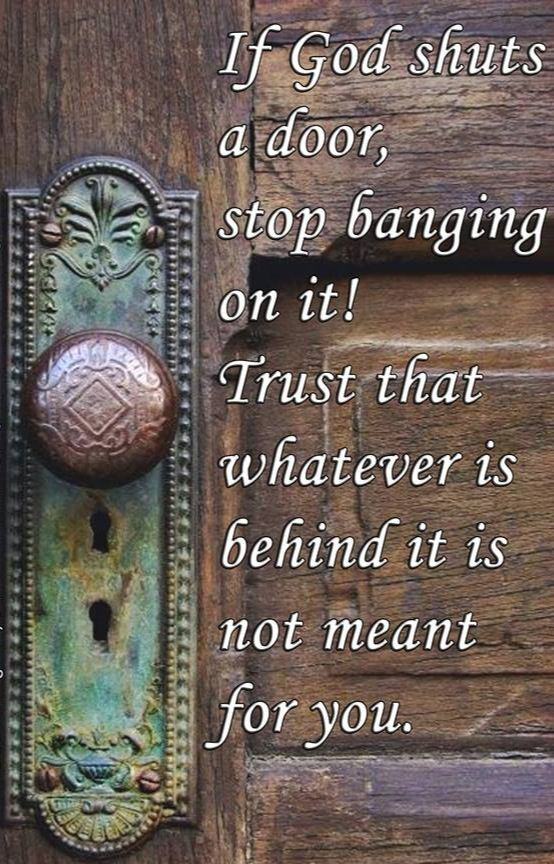 If God shuts
a door,
stop banging
on it!
Trust that
whatever is
behind it is
not meant
for you.